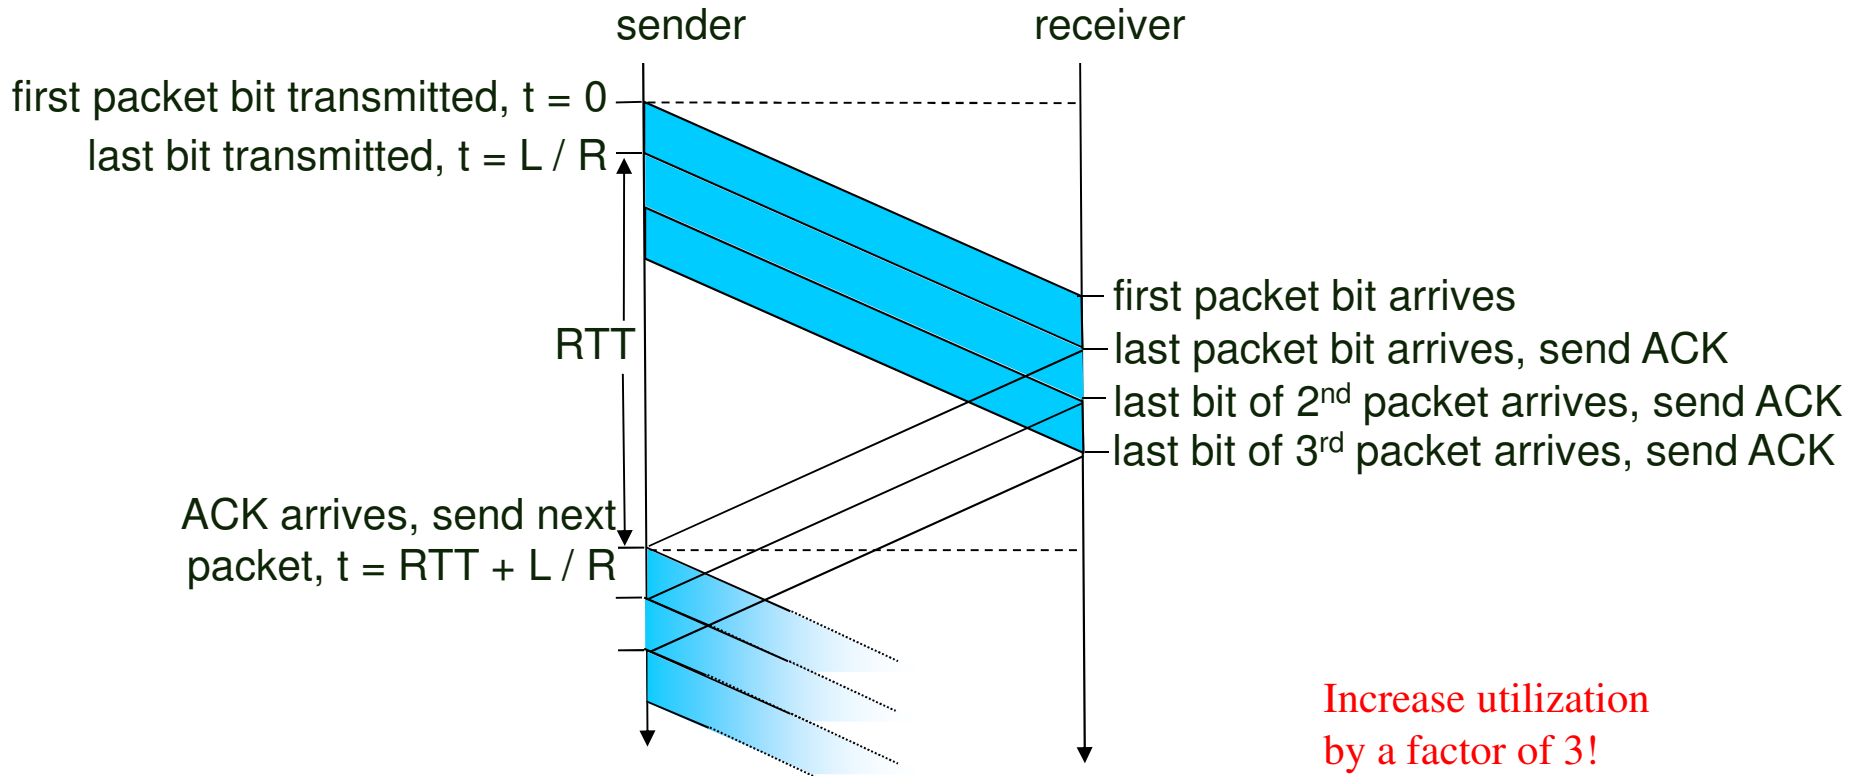 sender
receiver
first packet bit transmitted, t = 0
last bit transmitted, t = L / R
first packet bit arrives
RTT
last packet bit arrives, send ACK
last bit of 2nd packet arrives, send ACK
last bit of 3rd packet arrives, send ACK
ACK arrives, send next
packet, t = RTT + L / R
Increase utilization
by a factor of 3!